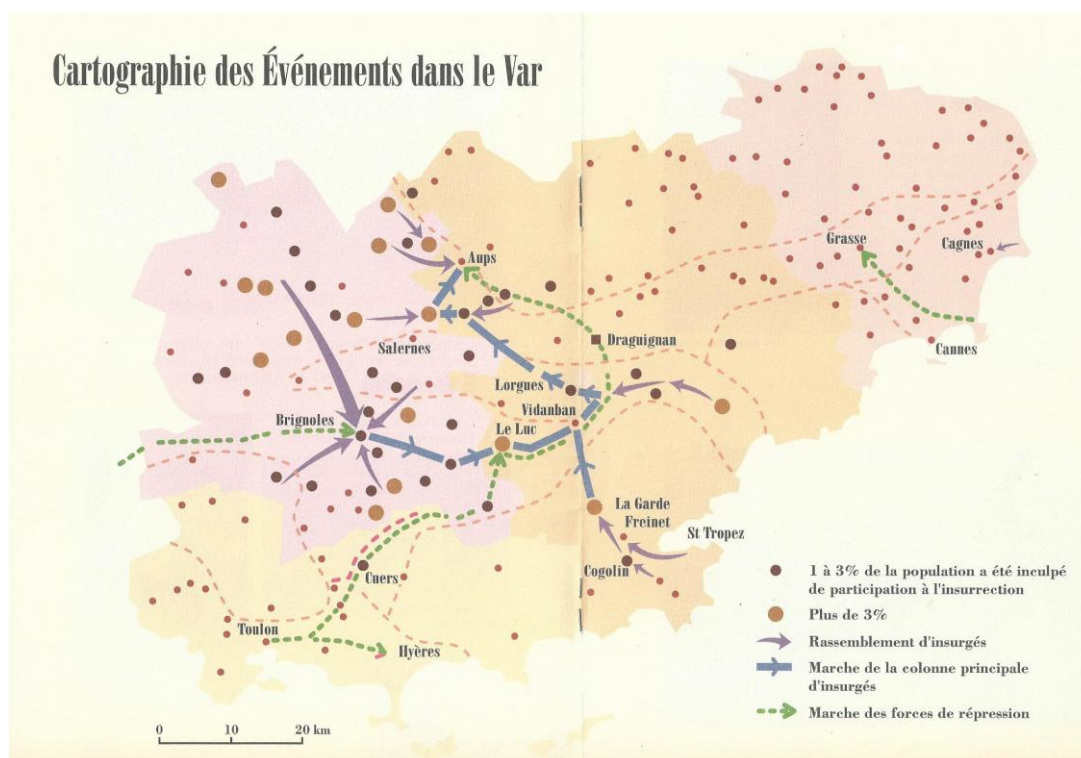 Cartographie des Événements dans le Var
Grasse
Cagnes
Aups
Cannes
Draguignan
Salernes
Lorgues
Vidanban
Brignoles
Le Luc
La Garde
Freinet
St Tropez
Cogolin
Cuers
Toulon
Hyères
1 à 3% de la population a été inculpé
de participation à l'insurrection
Plus de 3%
Rassemblement d'insurgés
Marche de la colonne principale
d'insurgés
Marche des forces de répression
0 10 20 km